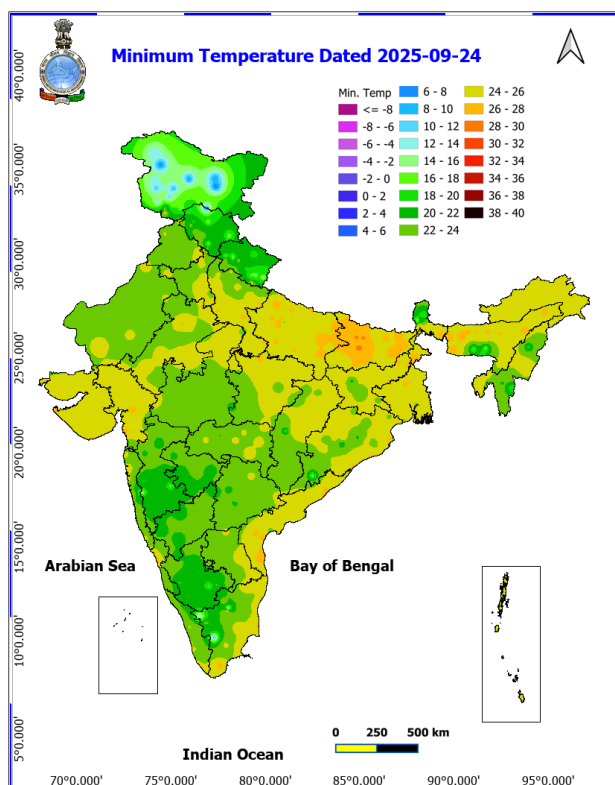 Minimum Temperature Dated 2025-09-24
Min. Temp
<= -8
-8 - -6
-6 - -4
-4 - -2
-2 - 0
0 - 2
2 - 4
4 - 6
6 - 8
8 - 10
10 - 12
12 - 14
14 - 16
16 - 18
18 - 20
20 - 22
22 - 24
24 - 26
26 - 28
28 - 30
30 - 32
32 - 34
34 - 36
36 - 38
38 - 40
40°0.000'
35°0.000'
30°0.000'
25°0.000'
20°0.000'
15°0.000'
10°0.000'
5°0.000'
Arabian Sea
Bay of Bengal
Indian Ocean
0 250 500 km
70°0.000' 75°0.000' 80°0.000' 85°0.000' 90°0.000' 95°0.000'